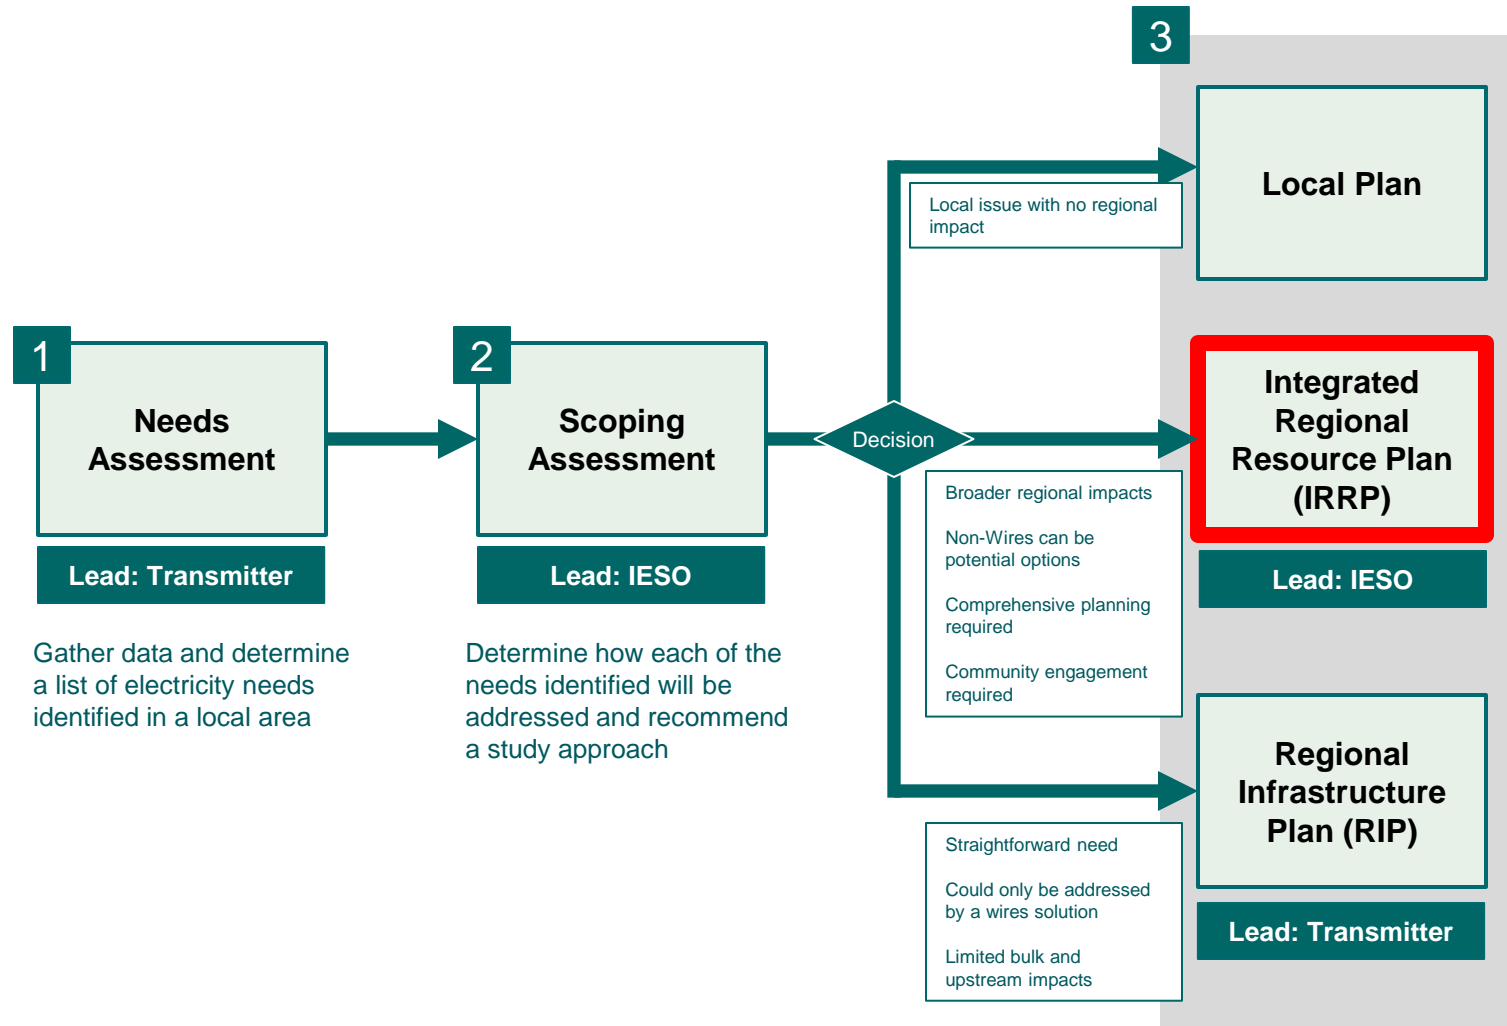 1
Needs
Assessment
Lead: Transmitter
Gather data and determine
a list of electricity needs
identified in a local area
2
Scoping
Assessment
Lead: IESO
Determine how each of the
needs identified will be
addressed and recommend
a study approach
Decision
3
Local issue with no regional
impact
Local Plan
Broader regional impacts
Non-Wires can be
potential options
Comprehensive planning
required
Community engagement
required
Integrated
Regional
Resource Plan
(IRRP)
Lead: IESO
Straightforward need
Could only be addressed
by a wires solution
Limited bulk and
upstream impacts
Regional
Infrastructure
Plan (RIP)
Lead: Transmitter